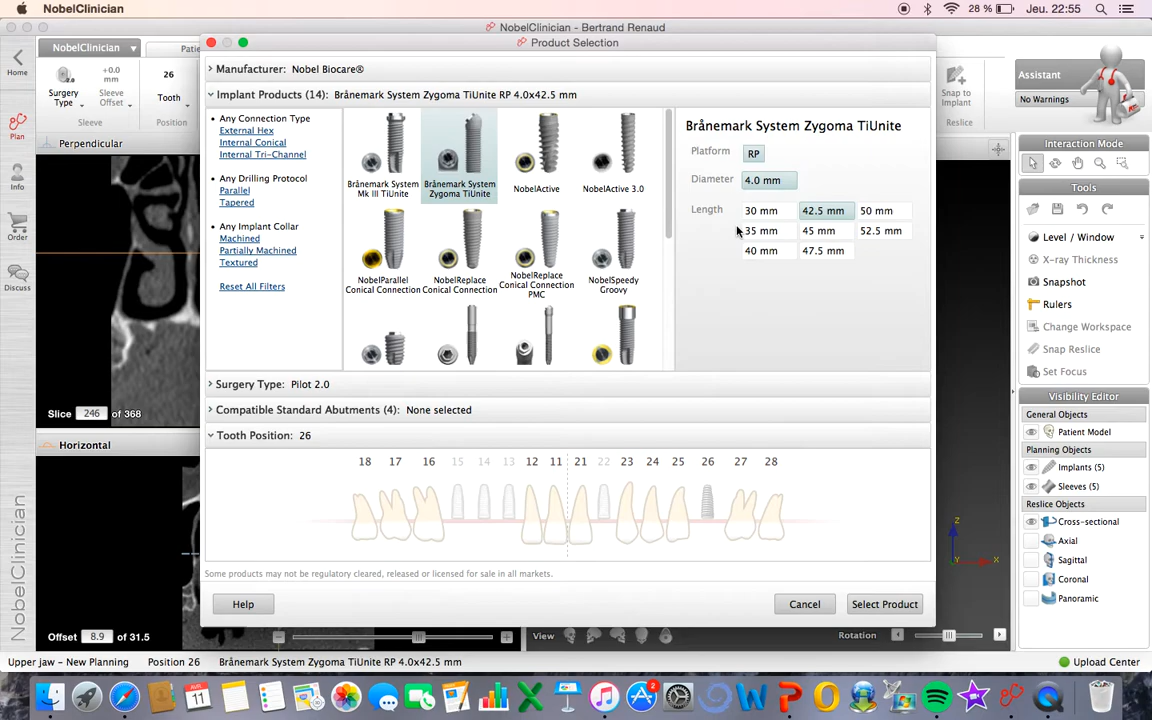 NobelClinician
28 %
Jeu. 22:55
NobelClinician - Bertrand Renaud
Product Selection
Home
Plan
Info
Order
Discuss
NobelClinician
NobelClinician
Patie
2.0
Surgery
Type
+0.0
mm
Sleeve
Offset
Sleeve
26
Tooth
Position
Perpendicular
Slice 246 of 368
Horizontal
Offset 8.9 of 31.5
Manufacturer: Nobel Biocare®
Implant Products (14): Brånemark System Zygoma TiUnite RP 4.0x42.5 mm
Any Connection Type
External Hex
Internal Conical
Internal Tri-Channel
Any Drilling Protocol
Parallel
Tapered
Any Implant Collar
Machined
Partially Machined
Textured
Reset All Filters
Brånemark System
Mk III TiUnite
Brånemark System
Zygoma TiUnite
NobelActive
NobelActive 3.0
NobelParallel
Conical Connection
NobelReplace
Conical Connection
NobelReplace
Conical Connection
PMC
NobelSpeedy
Groovy
Brånemark System Zygoma TiUnite
Platform RP
Diameter 4.0 mm
Length 30 mm 42.5 mm 50 mm
35 mm 45 mm 52.5 mm
40 mm 47.5 mm
Surgery Type: Pilot 2.0
Compatible Standard Abutments (4): None selected
Tooth Position: 26
18 17 16 15 14 13 12 11 21 22 23 24 25 26 27 28
Some products may not be regulatory cleared, released or licensed for sale in all markets.
Help
Cancel
Select Product
View
Rotation
Z
Y
X
Snap to
Implant
Reslice
Assistant
No Warnings
Interaction Mode
Tools
Level / Window
X-ray Thickness
Snapshot
Rulers
Change Workspace
Snap Reslice
Set Focus
Visibility Editor
General Objects
Patient Model
Planning Objects
Implants (5)
Sleeves (5)
Reslice Objects
Cross-sectional
Axial
Sagittal
Coronal
Panoramic
Upper jaw - New Planning
Position 26
Brånemark System Zygoma TiUnite RP 4.0x42.5 mm
Upload Center
11
2